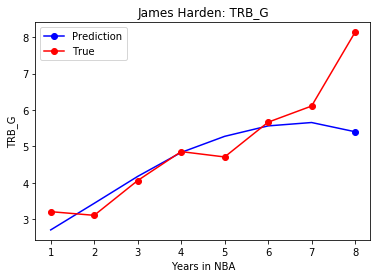 James Harden: TRB_G
Prediction
True
TRB_G
8
7
6
5
4
3
1 2 3 4 5 6 7 8
Years in NBA